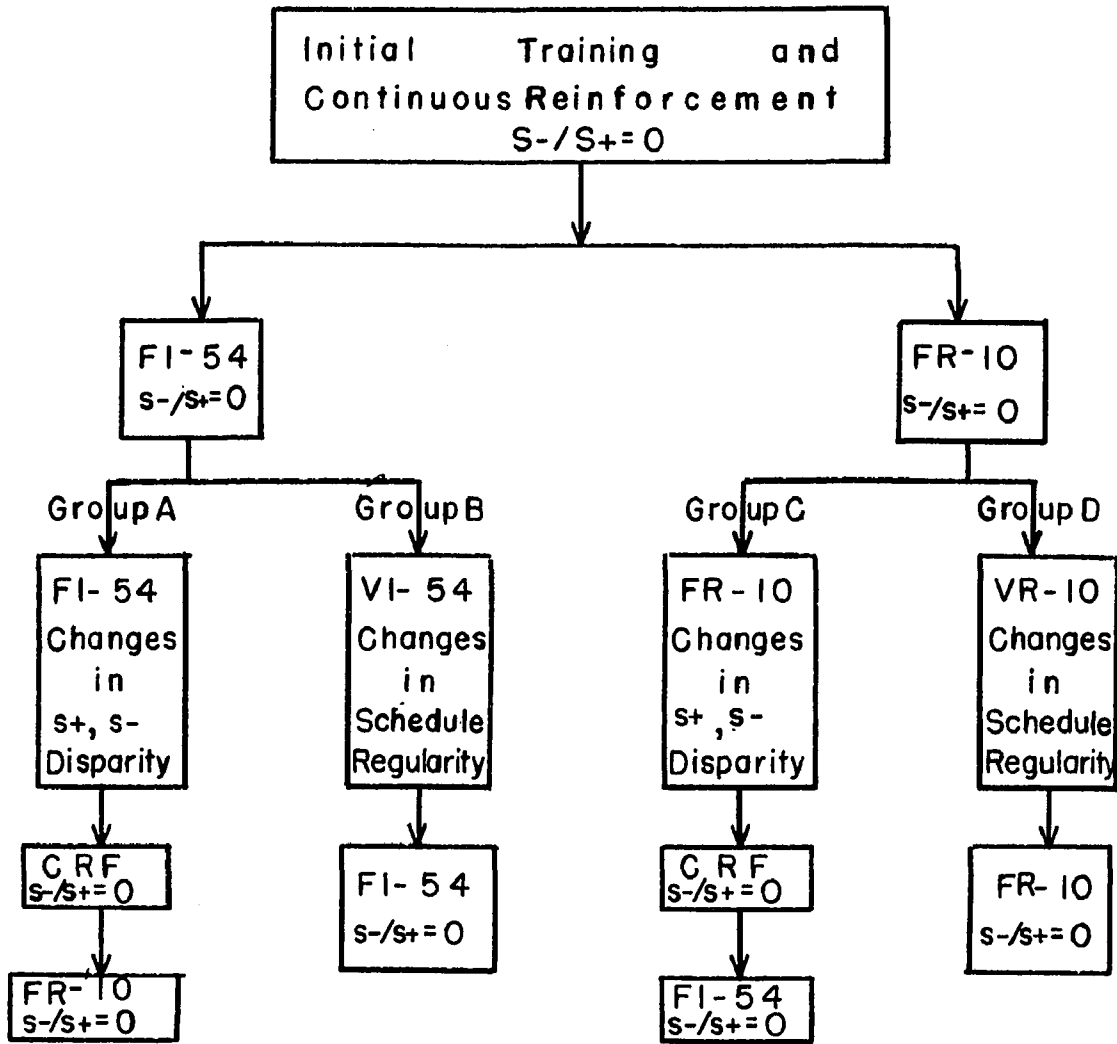 Initial Training and
Continuous Reinforcement
S-/S+=0
FI-54
s-/s+=0
FR-10
s-/s+=0
Group A
Group B
Group C
Group D
FI-54
Changes
in
s+, s-
Disparity
VI-54
Changes
in
Schedule
Regularity
FR-10
Changes
in
s+, s-
Disparity
VR-10
Changes
in
Schedule
Regularity
CRF
s-/s+=0
FI-54
s-/s+=0
CRF
s-/s+=0
FR-10
s-/s+=0
FR-10
s-/s+=0
FI-54
s-/s+=0